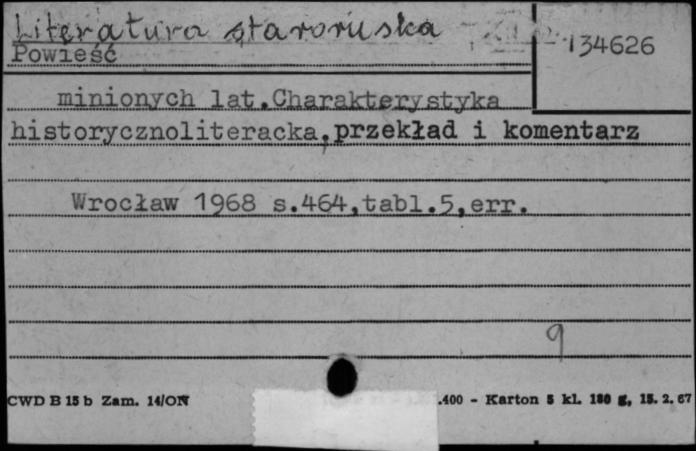 Literatura staroruska
134626
Powieść
minionych lat.Charakterystyka
historycznoliteracka,przekład i komentarz
Wrocław 1968 s.464,tabl.5,err.
9
CWD B 15 b Zam. 14/ON .400 - Karton 5 kl. 180 g, 15. 2. 67